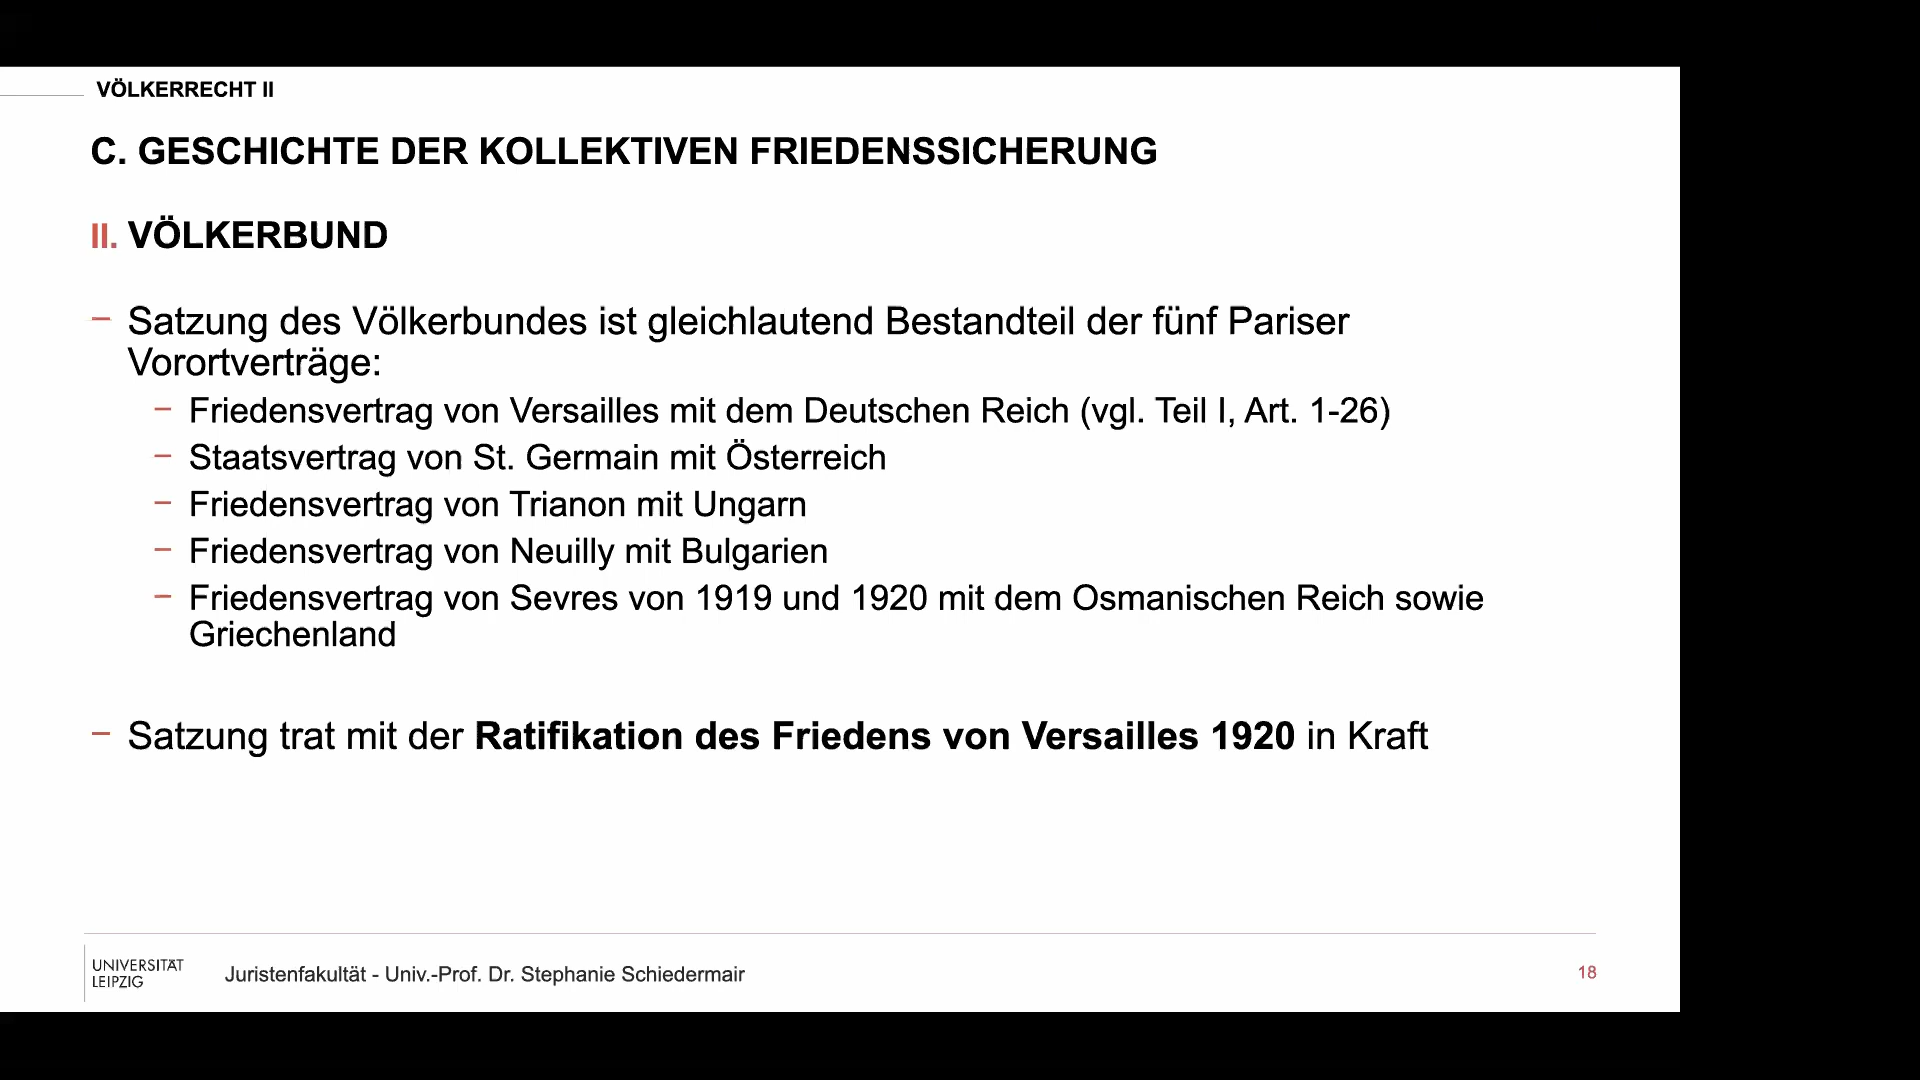 VÖLKERRECHT II
C. GESCHICHTE DER KOLLEKTIVEN FRIEDENSSICHERUNG
II. VÖLKERBUND
− Satzung des Völkerbundes ist gleichlautend Bestandteil der fünf Pariser
Vorortverträge:
− Friedensvertrag von Versailles mit dem Deutschen Reich (vgl. Teil I, Art. 1-26)
− Staatsvertrag von St. Germain mit Österreich
− Friedensvertrag von Trianon mit Ungarn
− Friedensvertrag von Neuilly mit Bulgarien
− Friedensvertrag von Sevres von 1919 und 1920 mit dem Osmanischen Reich sowie
Griechenland
− Satzung trat mit der Ratifikation des Friedens von Versailles 1920 in Kraft
UNIVERSITÄT
LEIPZIG
Juristenfakultät - Univ.-Prof. Dr. Stephanie Schiedermair
18